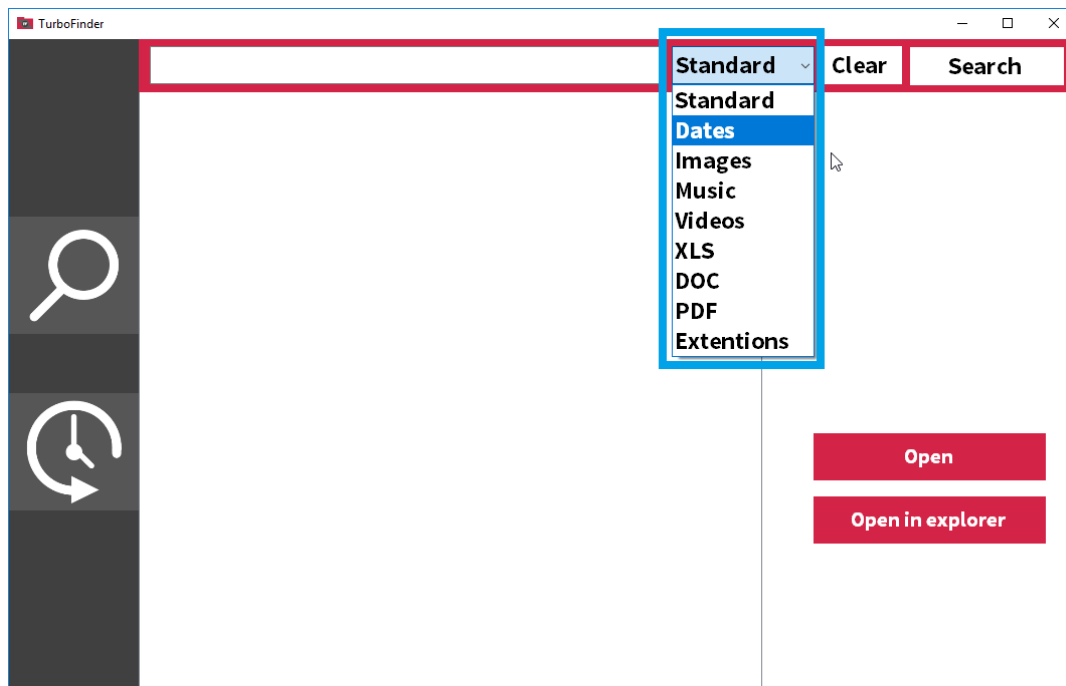 TurboFinder
Standard Clear Search
Standard
Dates
Images
Music
Videos
XLS
DOC
PDF
Extentions
Open
Open in explorer